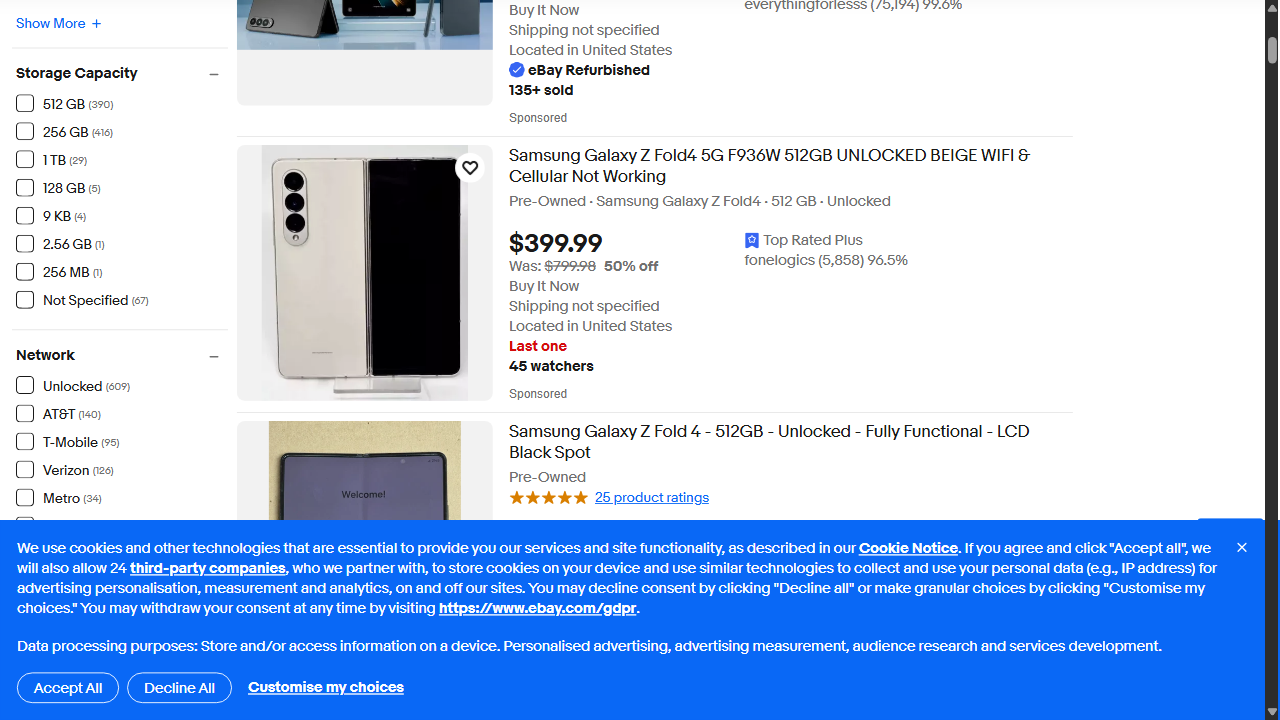 Show More +
Storage Capacity
512 GB (390)
256 GB (416)
1 TB (29)
128 GB (5)
9 KB (4)
2.56 GB (1)
256 MB (1)
Not Specified (67)
Network
Unlocked (609)
AT&T (140)
T-Mobile (95)
Verizon (126)
Metro (34)
everythingforlesss (75,194) 99.6%
Buy It Now
Shipping not specified
Located in United States
eBay Refurbished
135+ sold
Sponsored
Samsung Galaxy Z Fold4 5G F936W 512GB UNLOCKED BEIGE WIFI &
Cellular Not Working
Pre-Owned · Samsung Galaxy Z Fold4 · 512 GB · Unlocked
$399.99
Was: $799.98 50% off
Buy It Now
Shipping not specified
Located in United States
Last one
45 watchers
Sponsored
Top Rated Plus
fonelogics (5,858) 96.5%
Welcome!
Samsung Galaxy Z Fold 4 - 512GB - Unlocked - Fully Functional - LCD
Black Spot
Pre-Owned
25 product ratings
We use cookies and other technologies that are essential to provide you our services and site functionality, as described in our Cookie Notice. If you agree and click "Accept all", we
will also allow 24 third-party companies, who we partner with, to store cookies on your device and use similar technologies to collect and use your personal data (e.g., IP address) for
advertising personalisation, measurement and analytics, on and off our sites. You may decline consent by clicking "Decline all" or make granular choices by clicking "Customise my
choices." You may withdraw your consent at any time by visiting https://www.ebay.com/gdpr.
Data processing purposes: Store and/or access information on a device. Personalised advertising, advertising measurement, audience research and services development.
Accept All
Decline All
Customise my choices